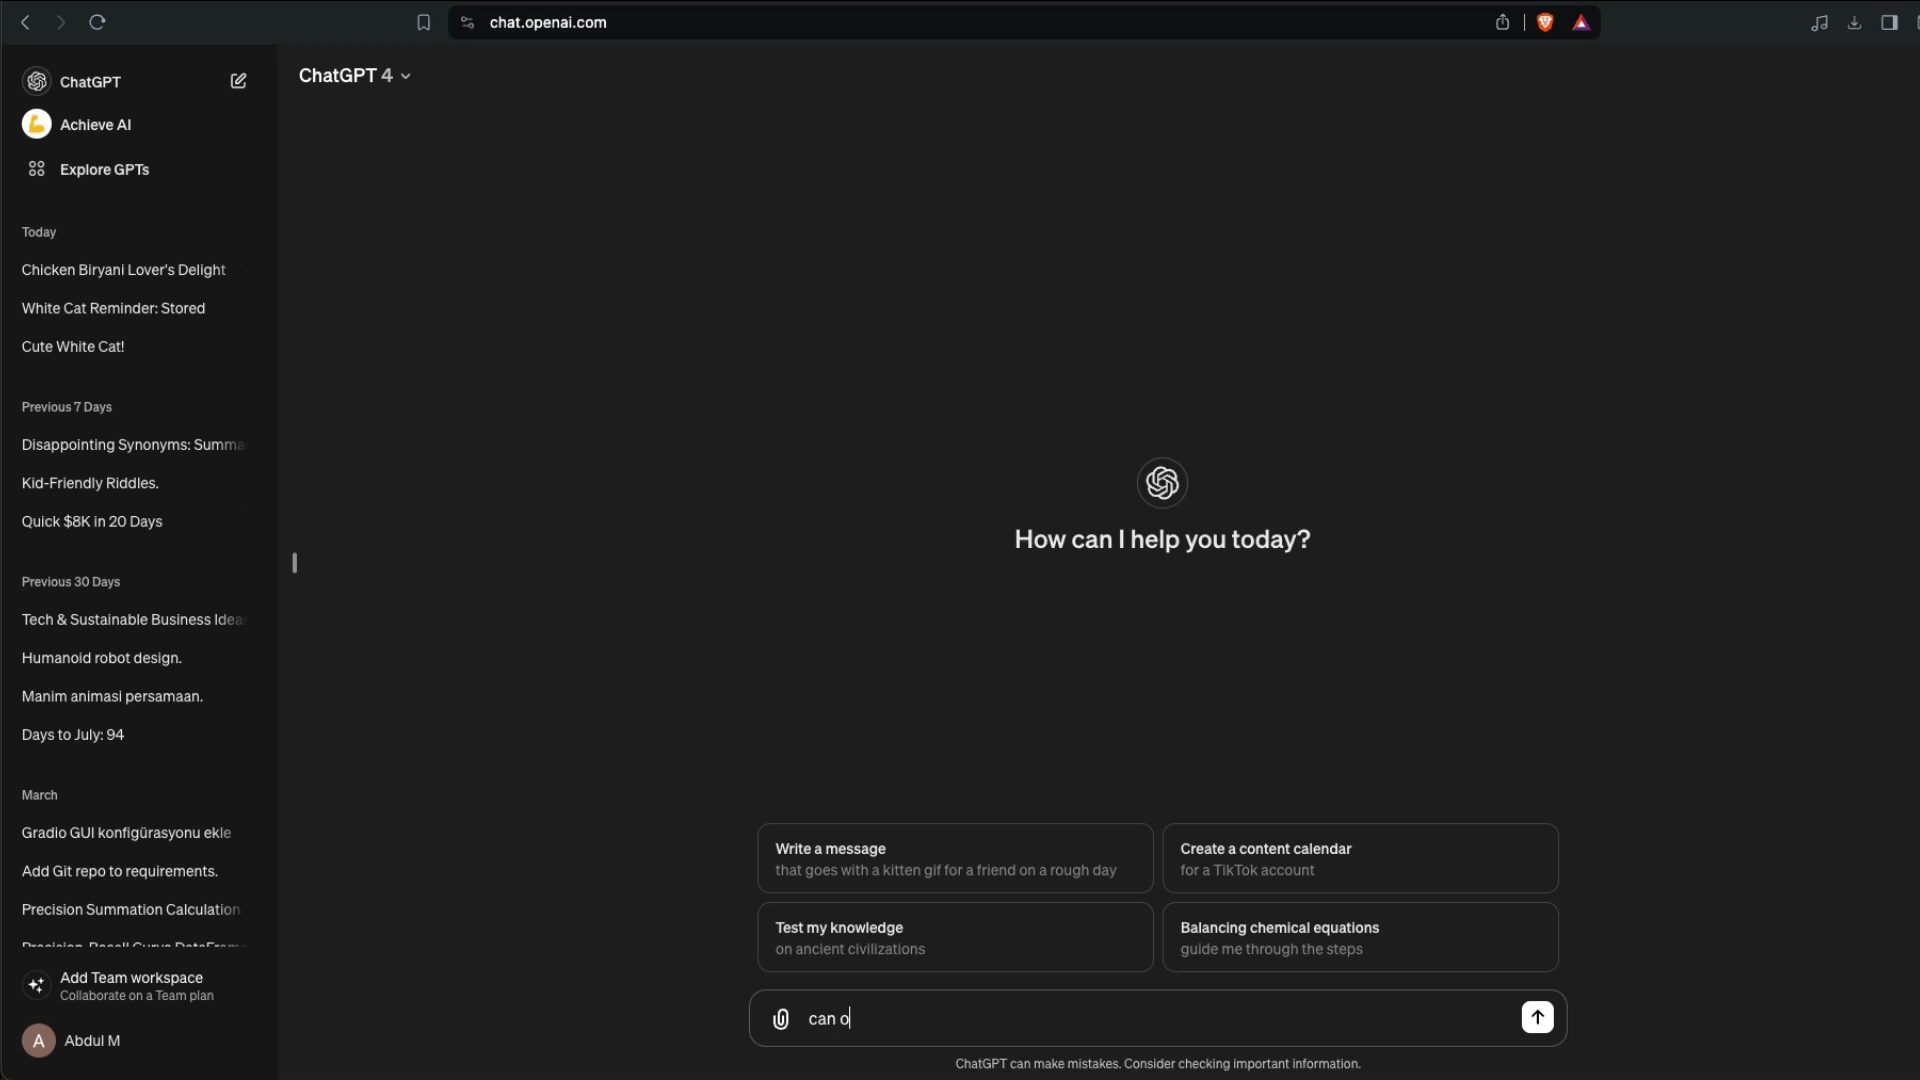 chat.openai.com
ChatGPT
Achieve AI
Explore GPTs
Today
Chicken Biryani Lover's Delight
White Cat Reminder: Stored
Cute White Cat!
Previous 7 Days
Disappointing Synonyms: Summa
Kid-Friendly Riddles.
Quick $8K in 20 Days
Previous 30 Days
Tech & Sustainable Business Idea
Humanoid robot design.
Manim animasi persamaan.
Days to July: 94
March
Gradio GUI konfigürasyonu ekle
Add Git repo to requirements.
Precision Summation Calculation
Precision-Recall Curve DataFrame
Add Team workspace
Collaborate on a Team plan
A
Abdul M
ChatGPT 4
How can I help you today?
Write a message
that goes with a kitten gif for a friend on a rough day
Create a content calendar
for a TikTok account
Test my knowledge
on ancient civilizations
Balancing chemical equations
guide me through the steps
can o
ChatGPT can make mistakes. Consider checking important information.